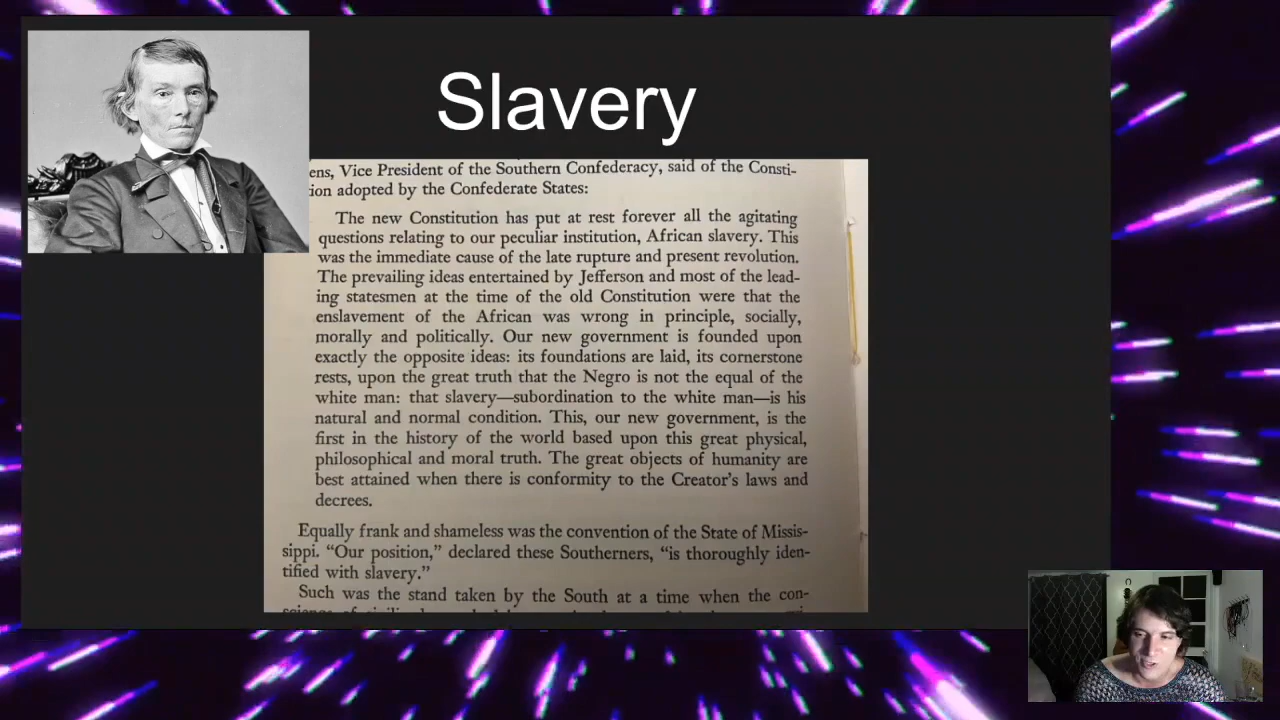 Slavery
ens, Vice President of the Southern Confederacy, said of the Consti-
ion adopted by the Confederate States:
The new Constitution has put at rest forever all the agitating
questions relating to our peculiar institution, African slavery. This
was the immediate cause of the late rupture and present revolution.
The prevailing ideas entertained by Jefferson and most of the lead-
ing statesmen at the time of the old Constitution were that the
enslavement of the African was wrong in principle, socially,
morally and politically. Our new government is founded upon
exactly the opposite ideas: its foundations are laid, its cornerstone
rests, upon the great truth that the Negro is not the equal of the
white man: that slavery—subordination to the white man—is his
natural and normal condition. This, our new government, is the
first in the history of the world based upon this great physical,
philosophical and moral truth. The great objects of humanity are
best attained when there is conformity to the Creator's laws and
decrees.
Equally frank and shameless was the convention of the State of Missis-
sippi. “Our position,” declared these Southerners, “is thoroughly iden-
tified with slavery.”
Such was the stand taken by the South at a time when the con-